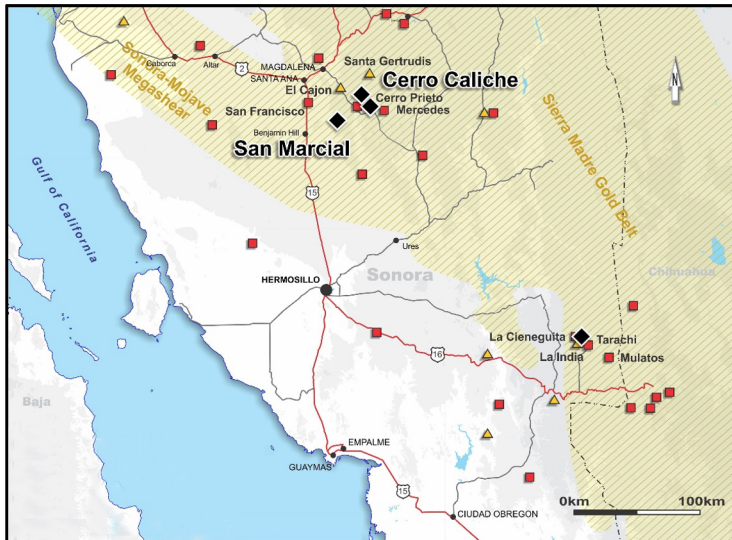 Caborca
Altar
2
MAGDALENA
SANTA ANA
Santa Gertrudis
El Cajon
Cerro Caliche
Cerro Prieto
Mercedes
San Francisco
Benjamin Hill
San Marcial
Sonora-Mojave
Megashear
Sierra Madre Gold Belt
N
15
Gulf of California
Ures
HERMOSILLO
Sonora
Chihuahua
La Cieneguita
Tarachi
La India
Mulatos
16
Baja
EMPALME
GUAYMAS
15
CIUDAD OBREGON
0km
100km